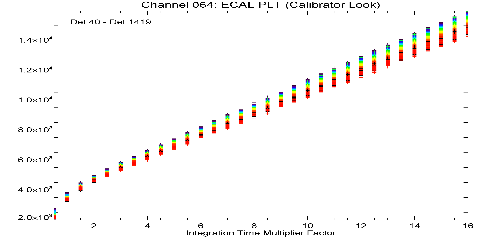 Channel 064: ECAL PLT (Calibrator Look)
Det 40 - Det 1419
1.4×10⁴
1.2×10⁴
1.0×10⁴
8.0×10³
6.0×10³
4.0×10³
2.0×10³
2 4 6 8 10 12 14 16
Integration Time Multiplier Factor